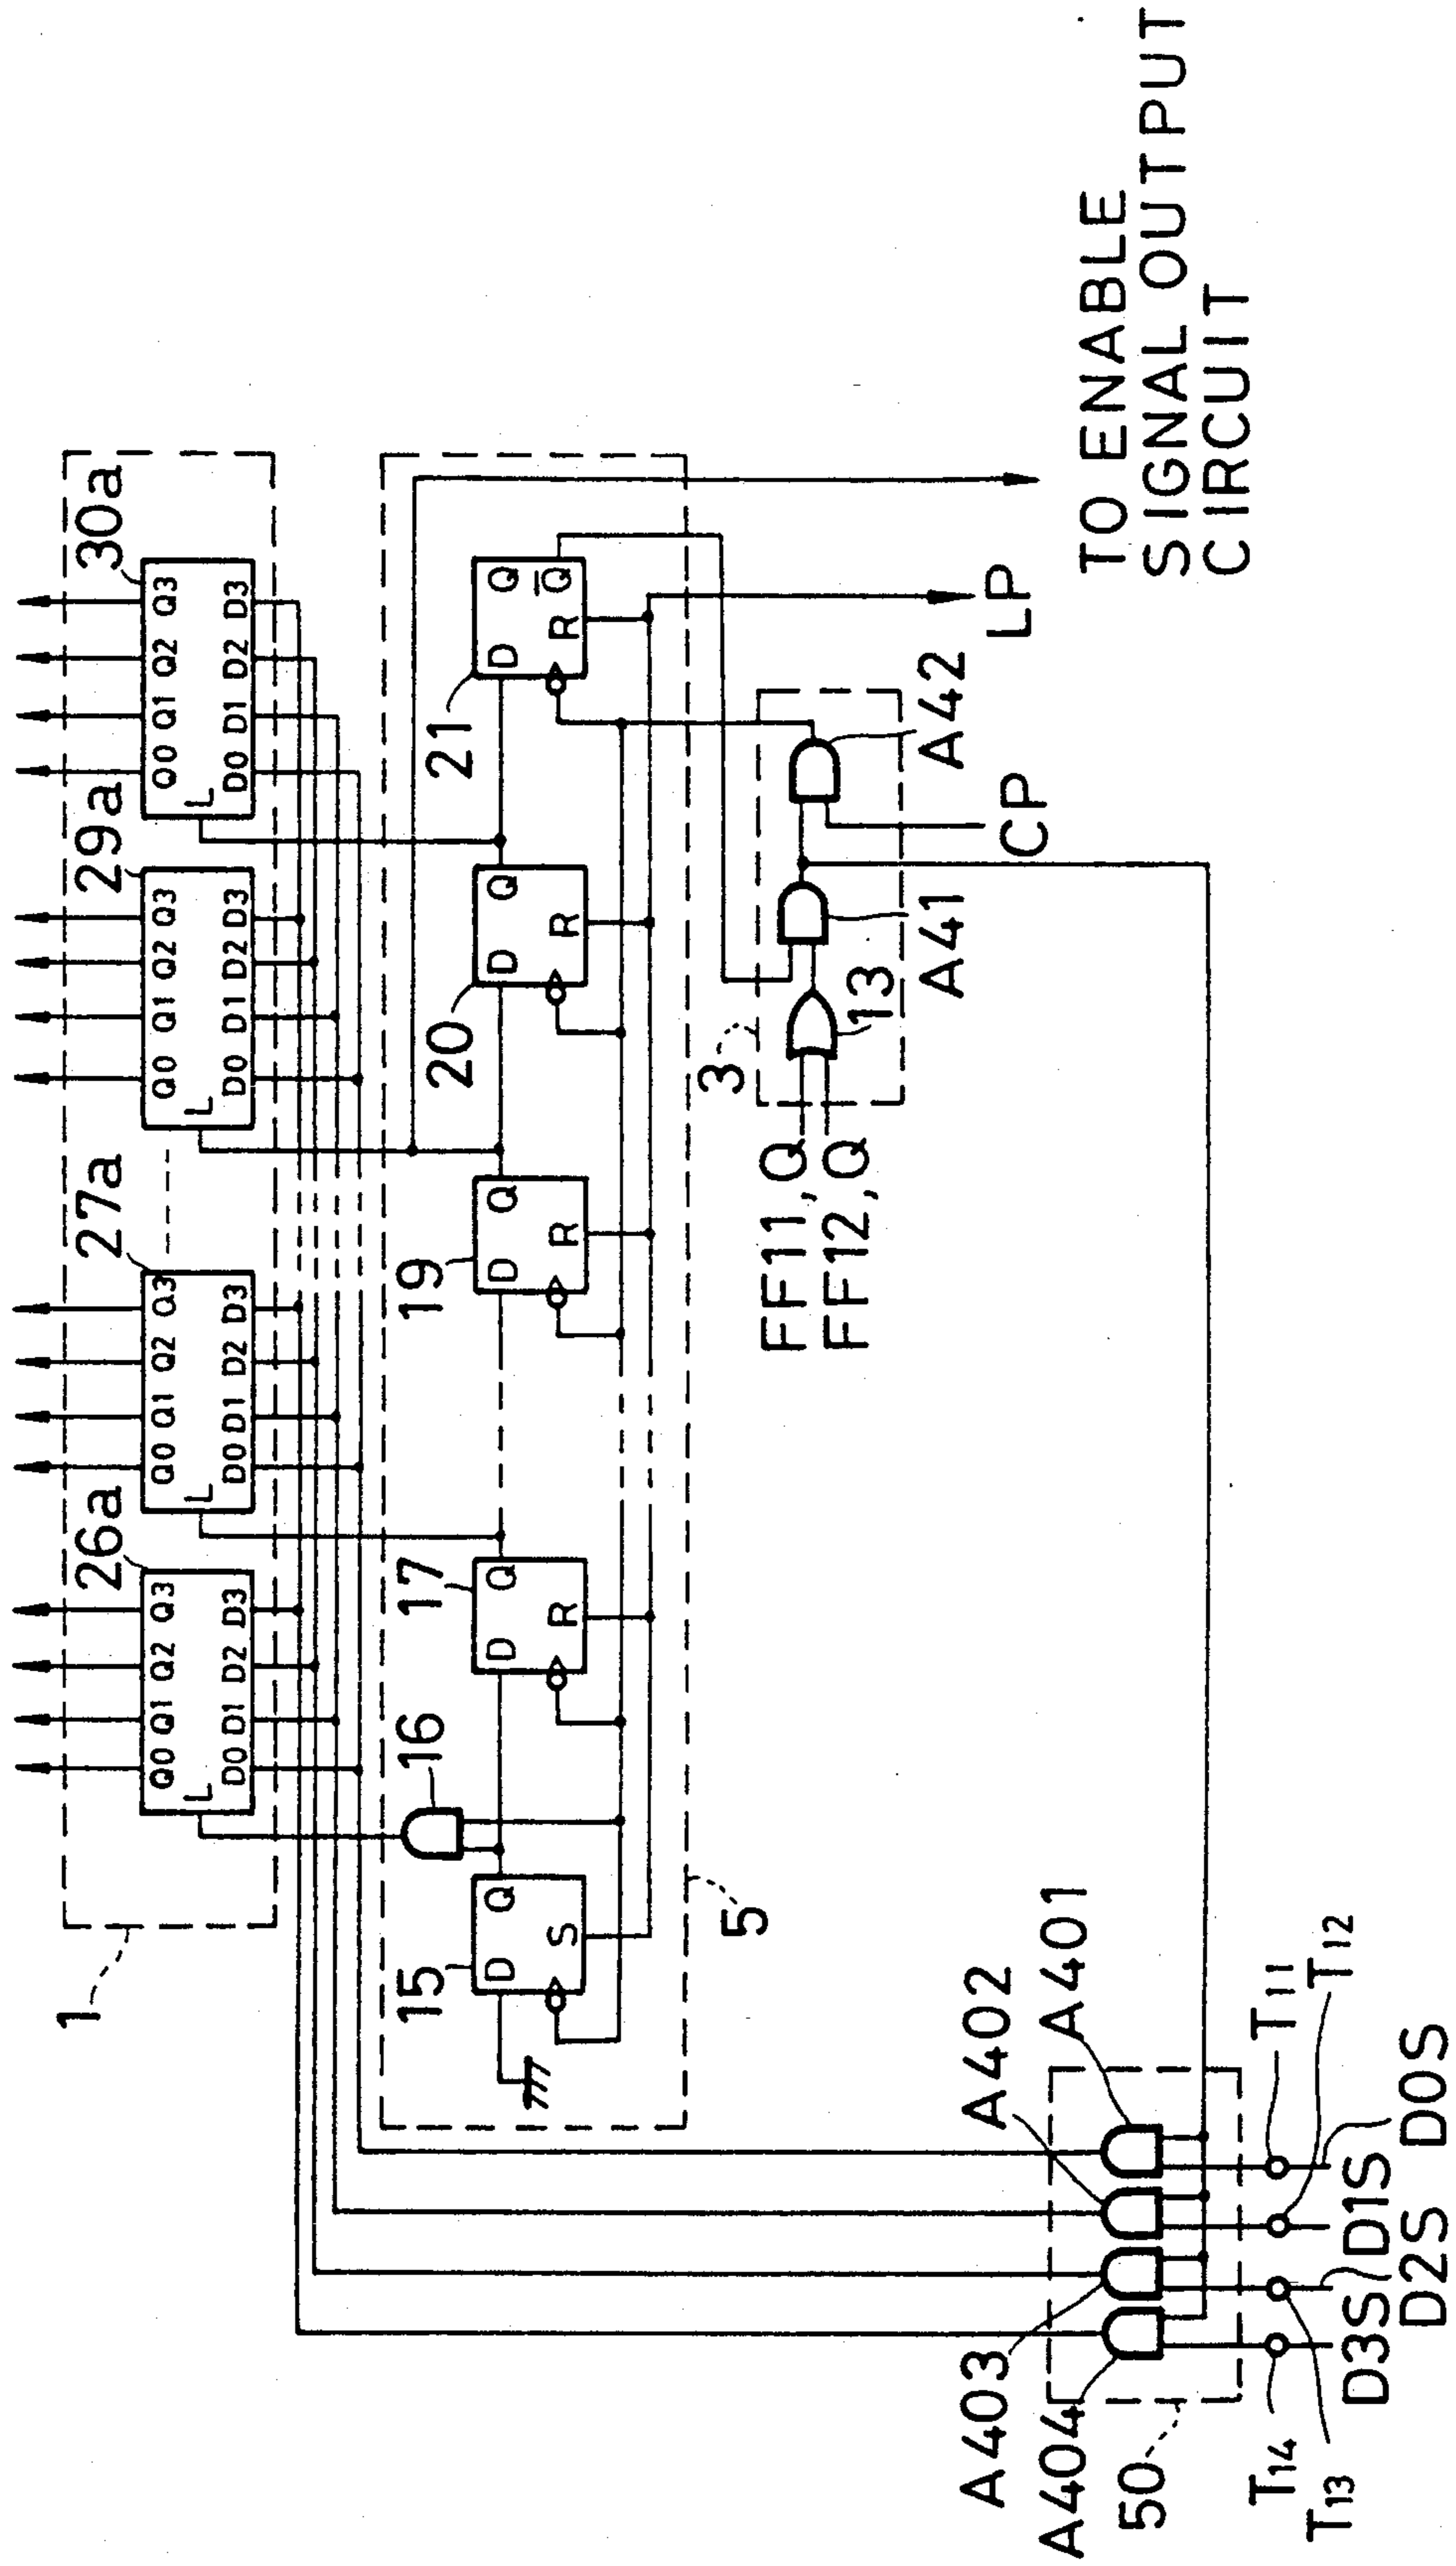 1
26a
27a
29a
30a
Q0 Q1 Q2 Q3
L
D0 D1 D2 D3
Q0 Q1 Q2 Q3
L
D0 D1 D2 D3
Q0 Q1 Q2 Q3
L
D0 D1 D2 D3
Q0 Q1 Q2 Q3
L
D0 D1 D2 D3
15
16
17
19
20
21
D Q
S
D Q
R
D Q
R
D Q
R
D Q
Q
R
5
3
FF11, Q
FF12, Q
13
A41
A42
CP
LP
TO ENABLE
SIGNAL OUTPUT
CIRCUIT
A403
A402
A404
A401
50
T14
T11
T13
T12
D3S
D1S
D2S
D0S